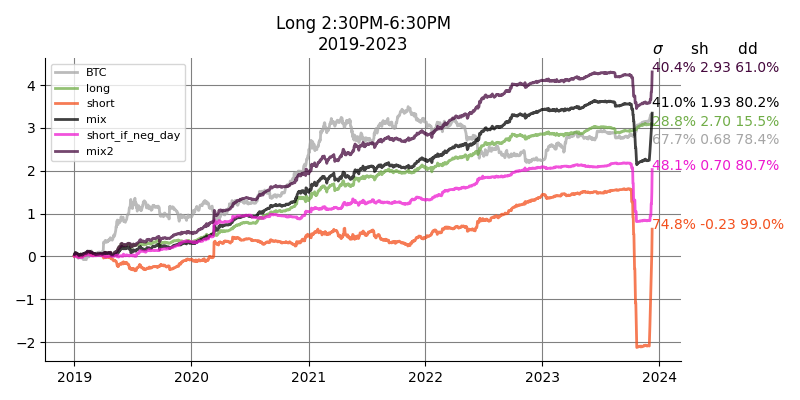 Long 2:30PM-6:30PM
2019-2023
σ sh dd
40.4% 2.93 61.0%
41.0% 1.93 80.2%
28.8% 2.70 15.5%
67.7% 0.68 78.4%
48.1% 0.70 80.7%
74.8% -0.23 99.0%
BTC
long
short
mix
short_if_neg_day
mix2
4
3
2
1
0
−1
−2
2019 2020 2021 2022 2023 2024